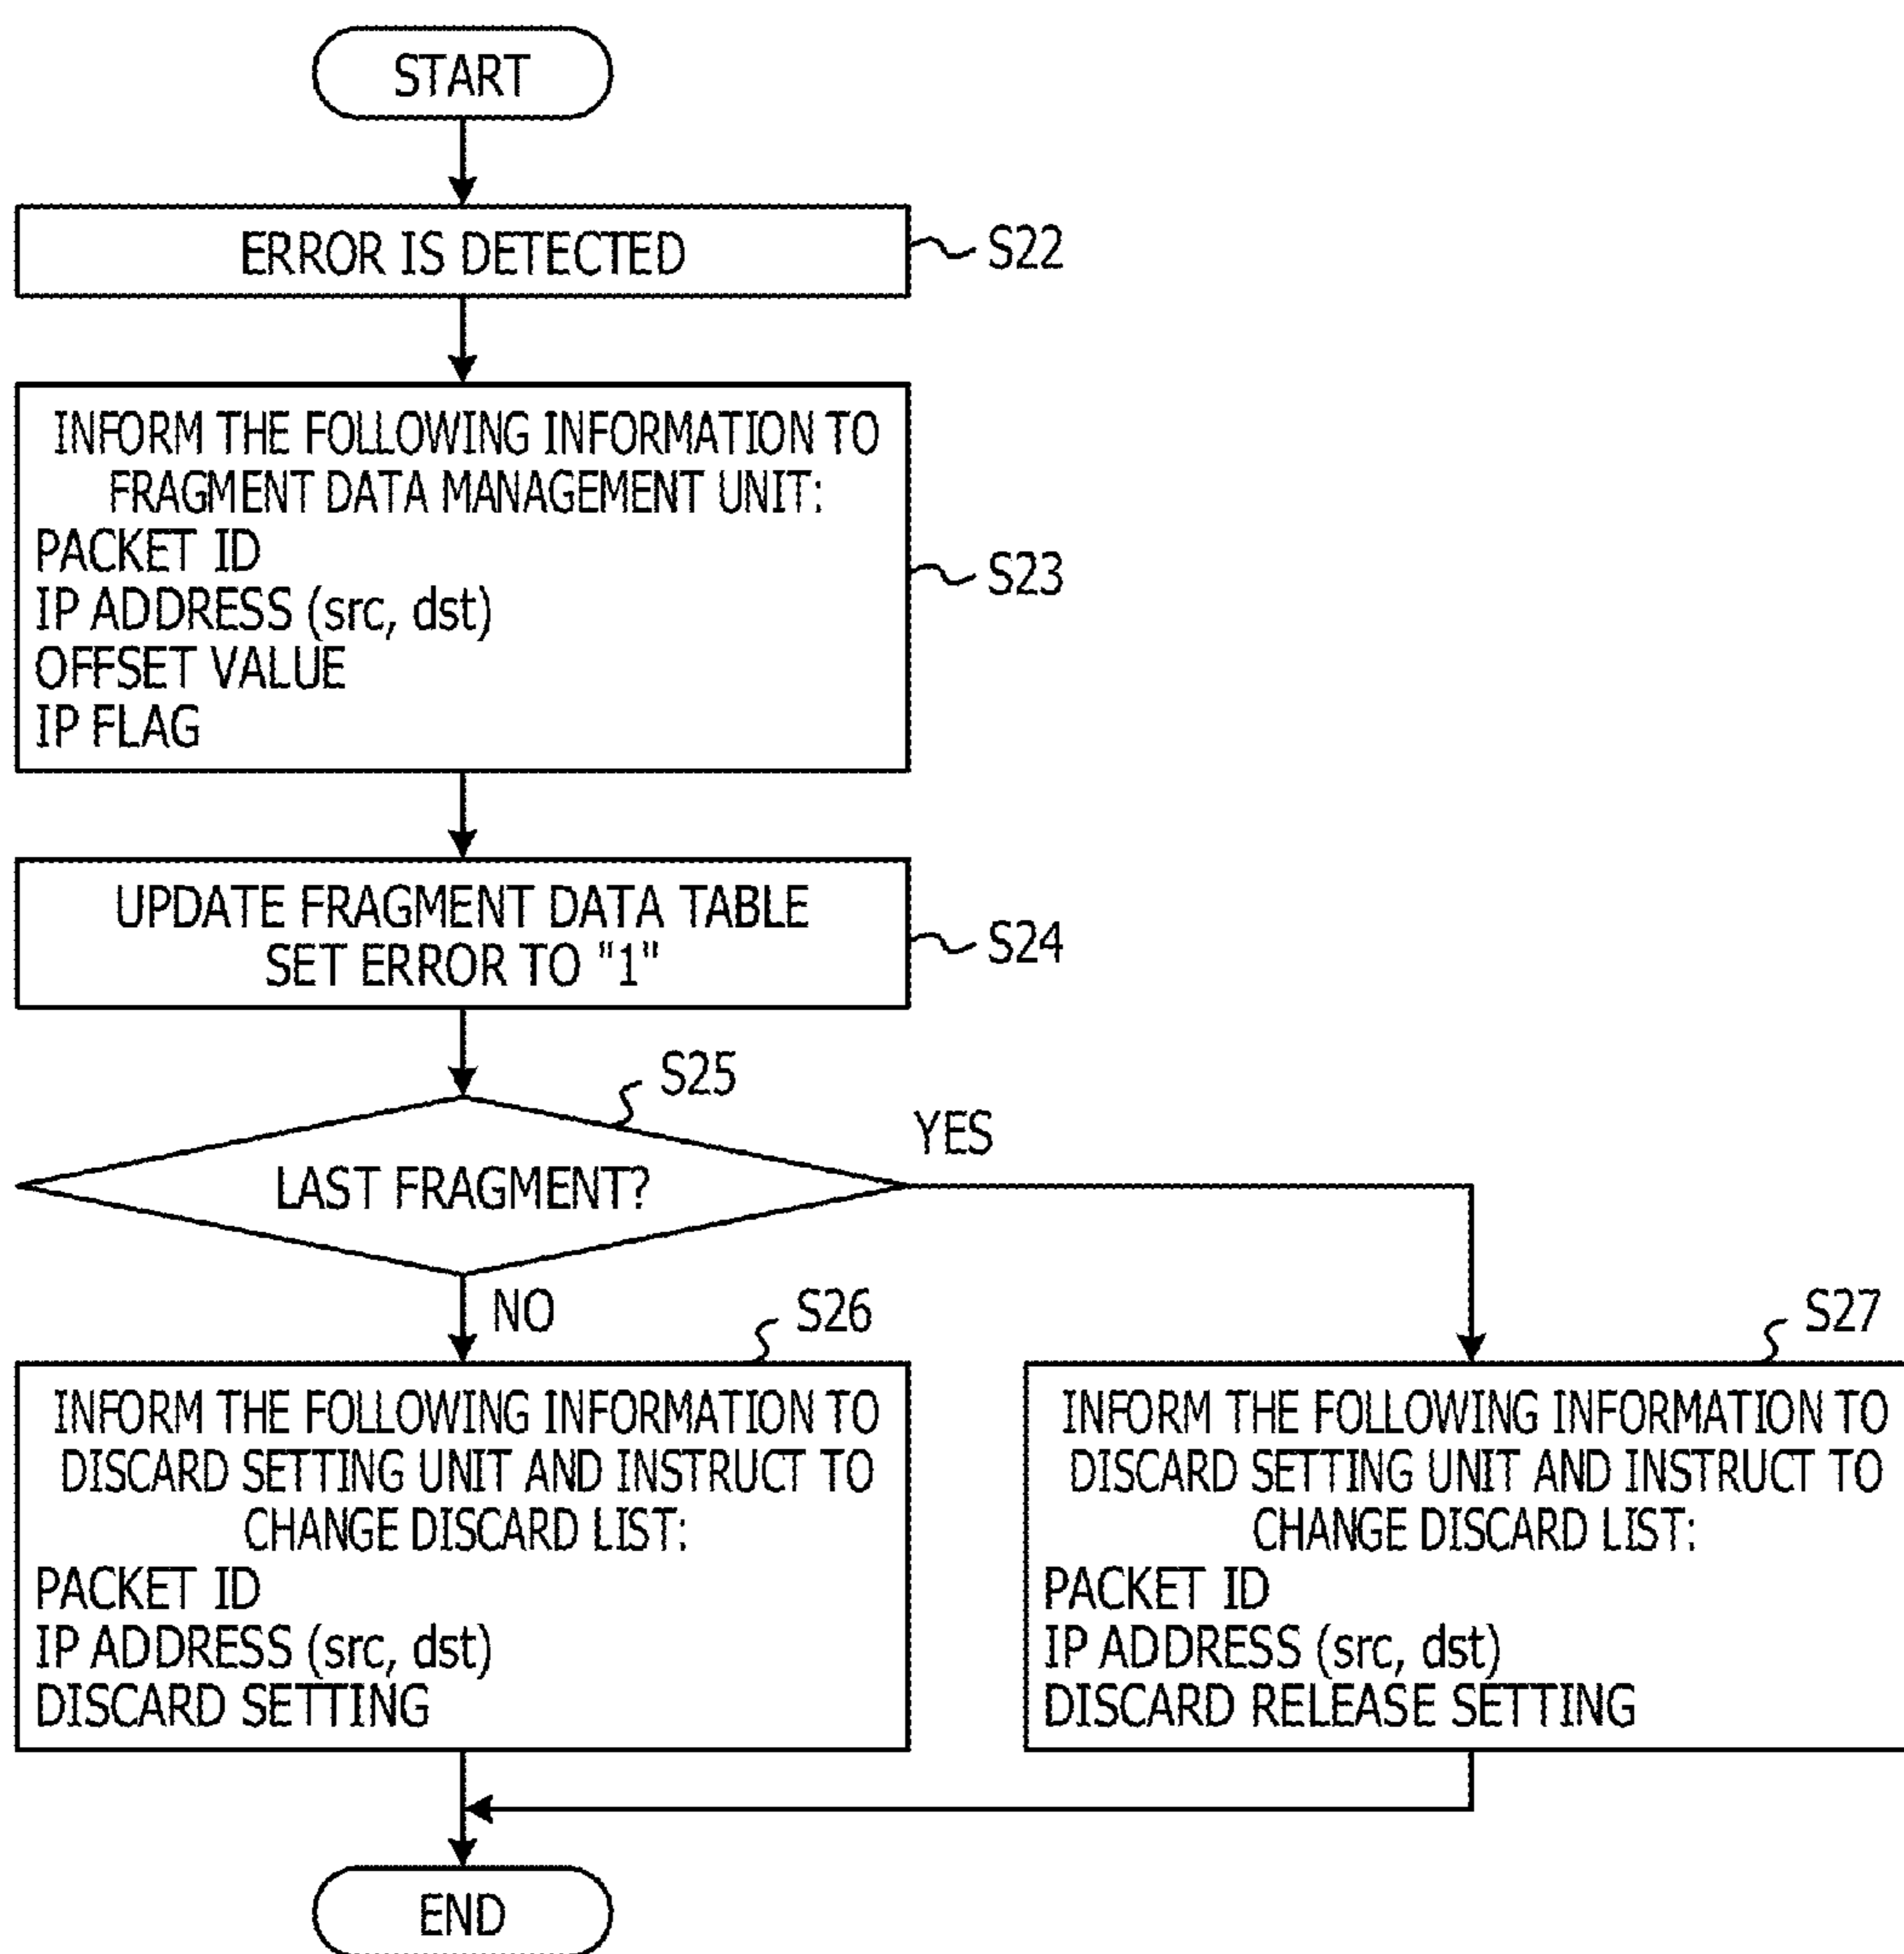 START
ERROR IS DETECTED
S22
INFORM THE FOLLOWING INFORMATION TO
FRAGMENT DATA MANAGEMENT UNIT:
PACKET ID
IP ADDRESS (src, dst)
OFFSET VALUE
IP FLAG
S23
UPDATE FRAGMENT DATA TABLE
SET ERROR TO "1"
S24
S25
LAST FRAGMENT?
YES
NO
S26
INFORM THE FOLLOWING INFORMATION TO
DISCARD SETTING UNIT AND INSTRUCT TO
CHANGE DISCARD LIST:
PACKET ID
IP ADDRESS (src, dst)
DISCARD SETTING
S27
INFORM THE FOLLOWING INFORMATION TO
DISCARD SETTING UNIT AND INSTRUCT TO
CHANGE DISCARD LIST:
PACKET ID
IP ADDRESS (src, dst)
DISCARD RELEASE SETTING
END